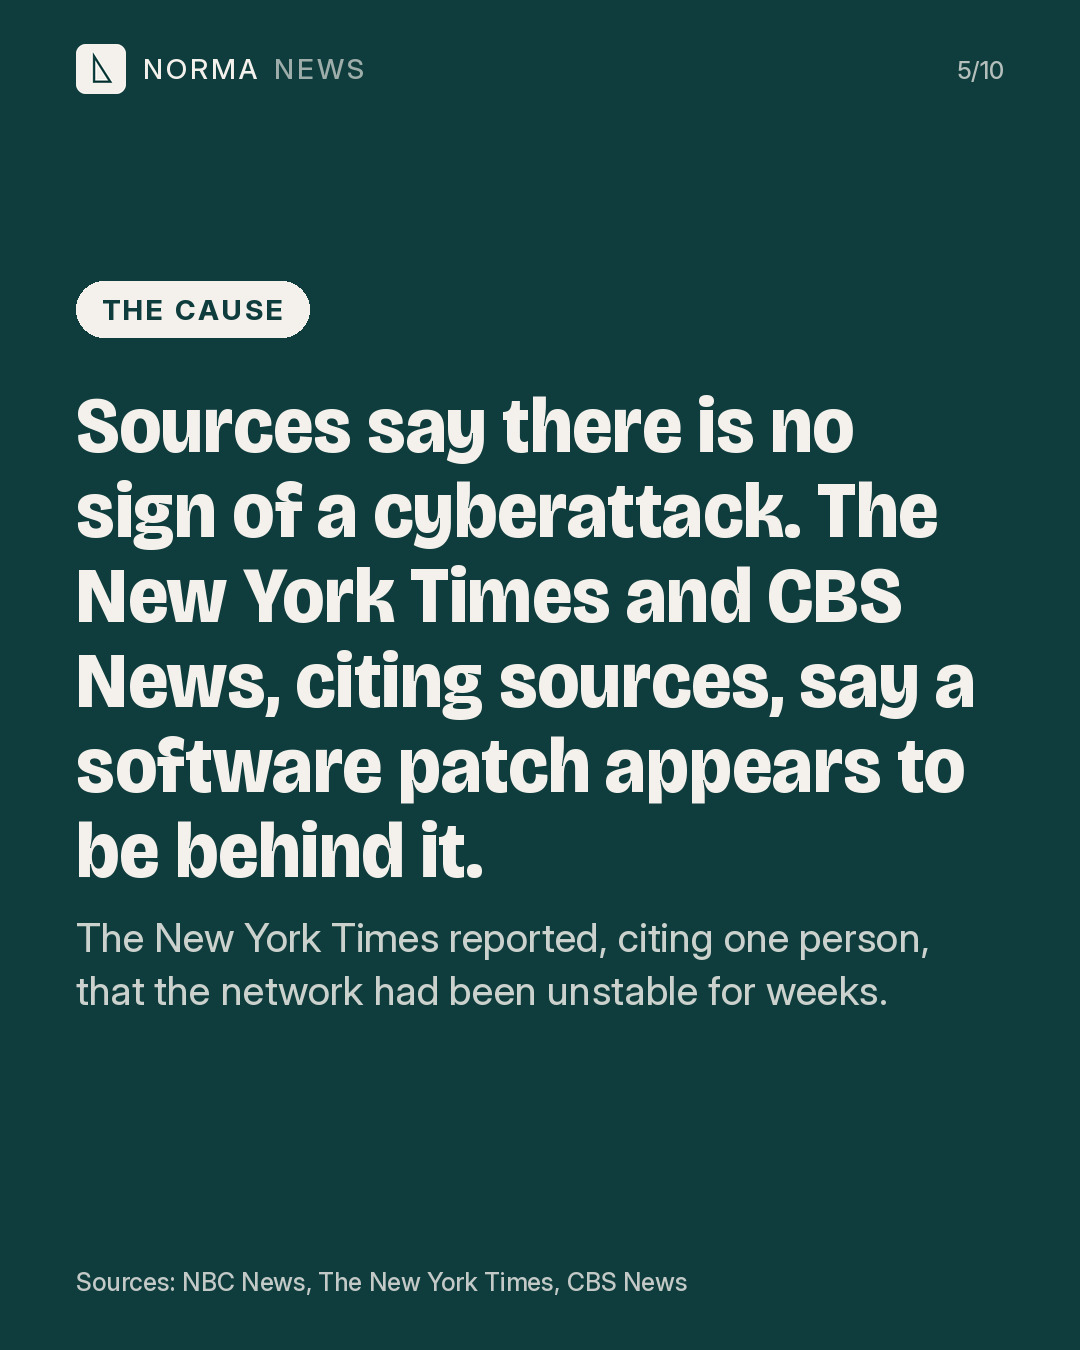 NORMA NEWS
5/10
THE CAUSE
Sources say there is no
sign of a cyberattack. The
New York Times and CBS
News, citing sources, say a
software patch appears to
be behind it.
The New York Times reported, citing one person,
that the network had been unstable for weeks.
Sources: NBC News, The New York Times, CBS News